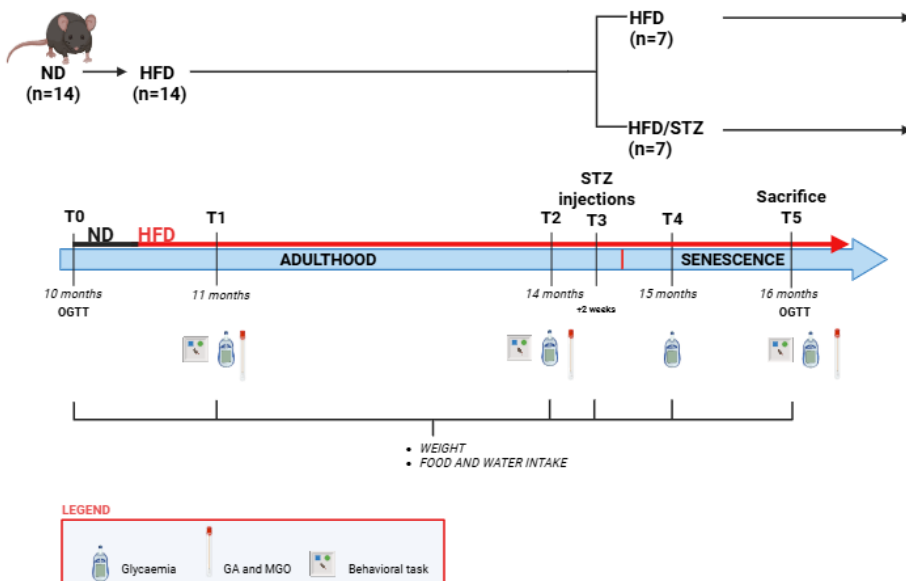 HFD
(n=7)
ND
(n=14)
HFD
(n=14)
HFD/STZ
(n=7)
STZ
injections
Sacrifice
T0
T1
T2
T3
T4
T5
ND
HFD
ADULTHOOD
SENESCENCE
10 months
OGTT
11 months
14 months
+2 weeks
15 months
16 months
OGTT
• WEIGHT
• FOOD AND WATER INTAKE
LEGEND
Glycaemia
GA and MGO
Behavioral task